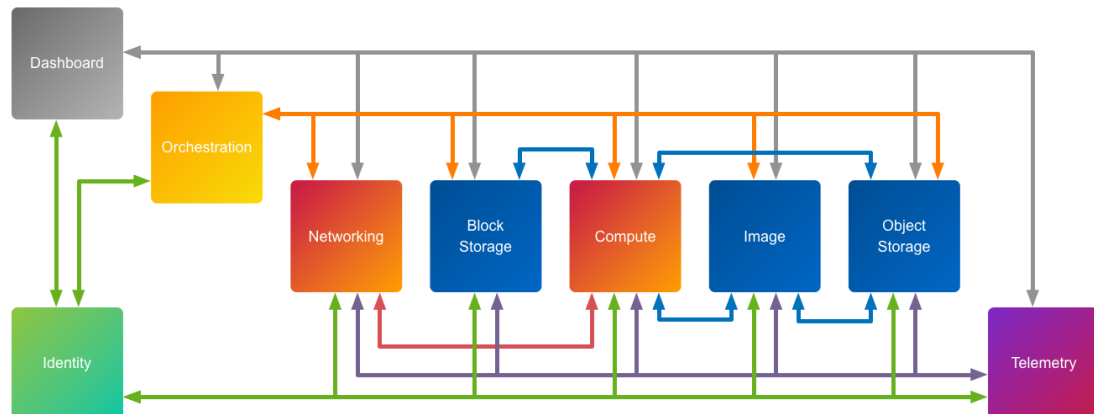 Dashboard
Orchestration
Networking
Block
Storage
Compute
Image
Object
Storage
Identity
Telemetry